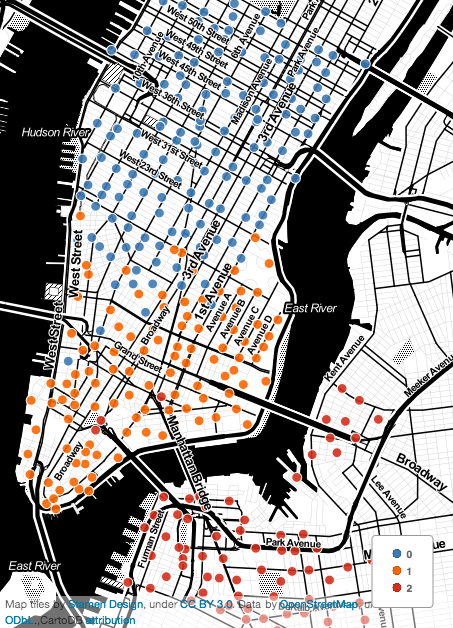 West 50th Street
West 49th Street
West 45th Street
10th Avenue
Park Avenue
Madison Avenue
3rd Avenue
West 36th Street
Hudson River
West 31st Street
West 23rd Street
West Street
3rd Avenue
1st Avenue
Avenue A
Avenue B
Avenue C
Avenue D
East River
West Street
Broadway
Grand Street
Kent Avenue
Meeker Avenue
Broadway
Manhattan Bridge
Broadway
Lee Avenue
Furman Street
Park Avenue
East River
0
1
2
Map tiles by Stamen Design, under CC BY 3.0. Data by OpenStreetMap, under
ODbL., CartoDB attribution